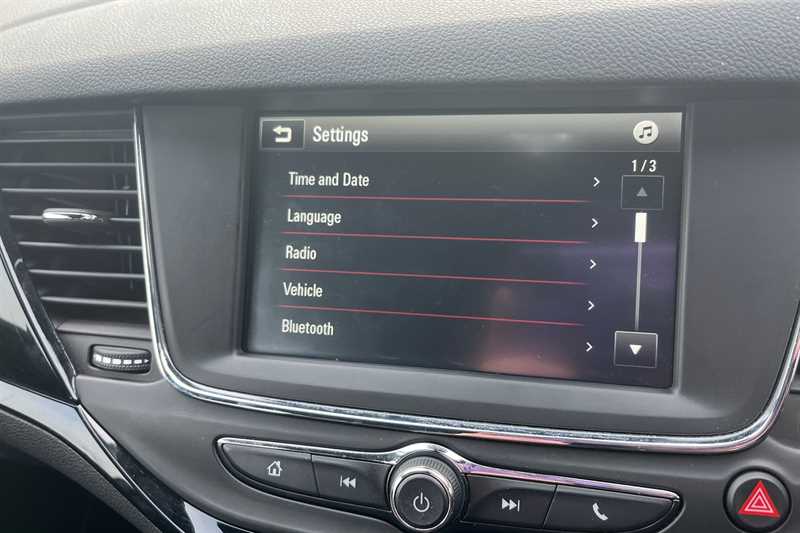 Settings
1/3
Time and Date
Language
Radio
Vehicle
Bluetooth